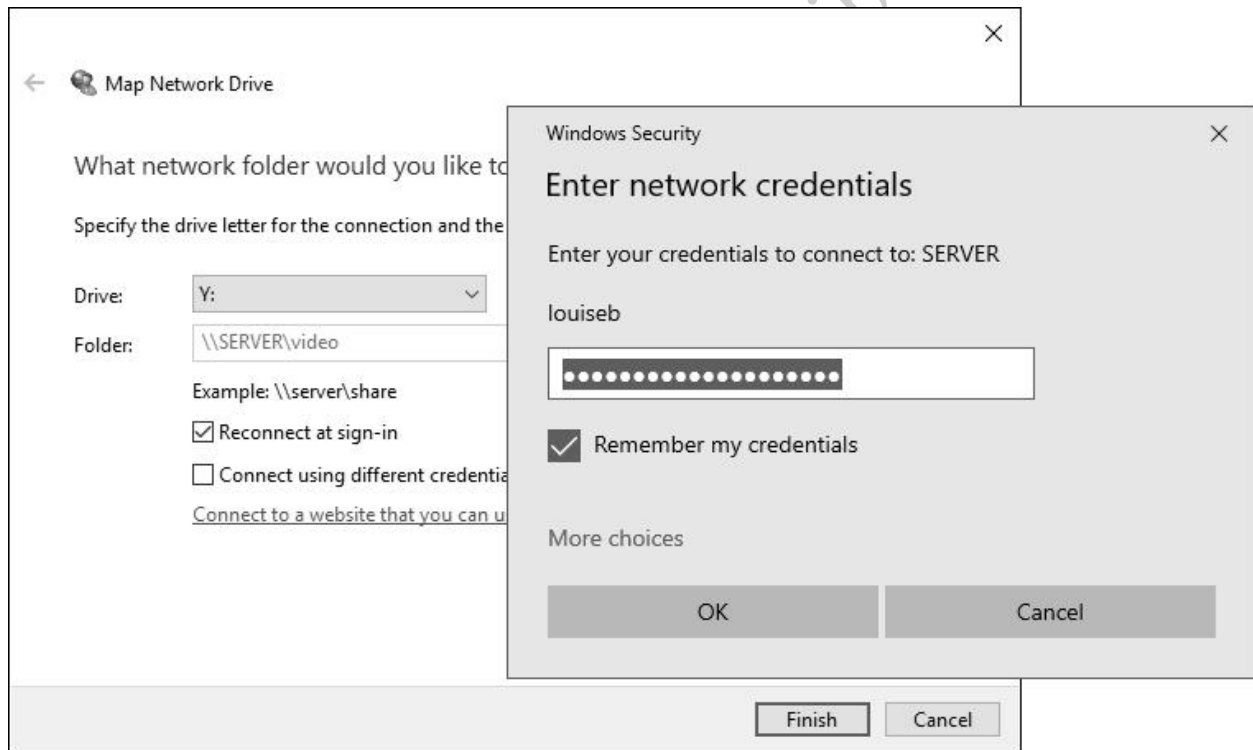 Map Network Drive
What network folder would you like to
Specify the drive letter for the connection and the
Drive:
Y:
Folder:
\\SERVER\video
Example: \\server\share
Reconnect at sign-in
Connect using different credentia
Connect to a website that you can u
Finish
Cancel
Windows Security
Enter network credentials
Enter your credentials to connect to: SERVER
louiseb
••••••••••••••••••••
Remember my credentials
More choices
OK
Cancel